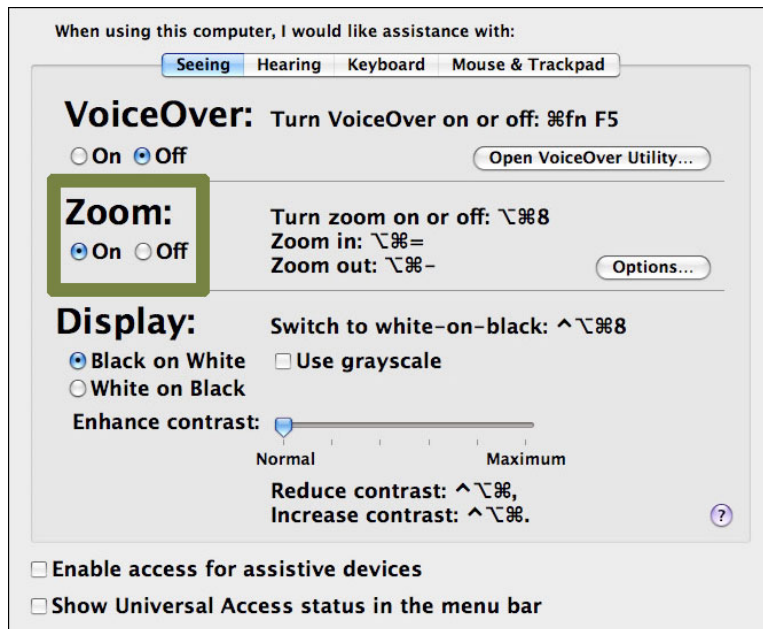 When using this computer, I would like assistance with:
Seeing Hearing Keyboard Mouse & Trackpad
VoiceOver: Turn VoiceOver on or off: ⌘fn F5
On Off Open VoiceOver Utility...
Zoom: Turn zoom on or off: ⌥⌘8
On Off Zoom in: ⌥⌘=
Zoom out: ⌥⌘- Options...
Display: Switch to white-on-black: ^⌥⌘8
Black on White Use grayscale
White on Black
Enhance contrast:
Normal Maximum
Reduce contrast: ^⌥⌘,
Increase contrast: ^⌥⌘.
?
Enable access for assistive devices
Show Universal Access status in the menu bar